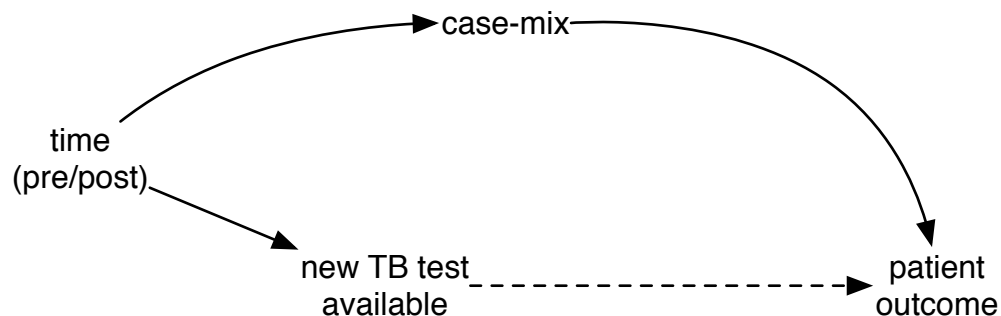 case-mix
time
(pre/post)
new TB test
available
patient
outcome